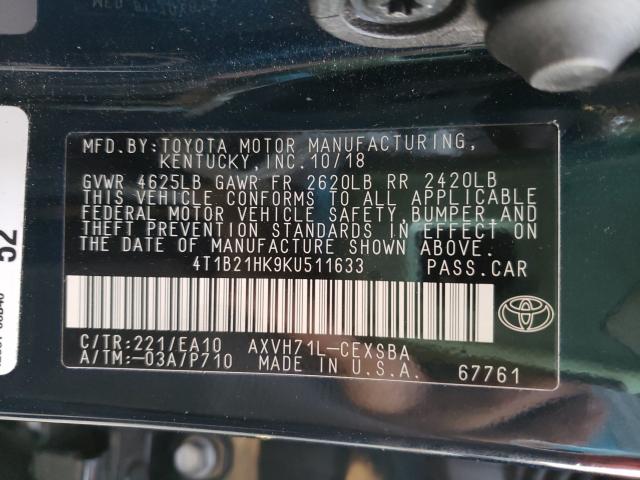 MFD.BY:TOYOTA MOTOR MANUFACTURING,
KENTUCKY, INC. 10/18
GVWR 4625LB GAWR FR 2620LB RR 2420LB
THIS VEHICLE CONFORMS TO ALL APPLICABLE
FEDERAL MOTOR VEHICLE SAFETY,BUMPER,AND
THEFT PREVENTION STANDARDS IN EFFECT
ON THE DATE OF MANUFACTURE SHOWN ABOVE.
4T1B21HK9KU511633 PASS.CAR
C/TR:221/EA10 AXVH71L-CEXSBA
A/TM:-03A/P710 MADE IN U.S.A. 67761
52